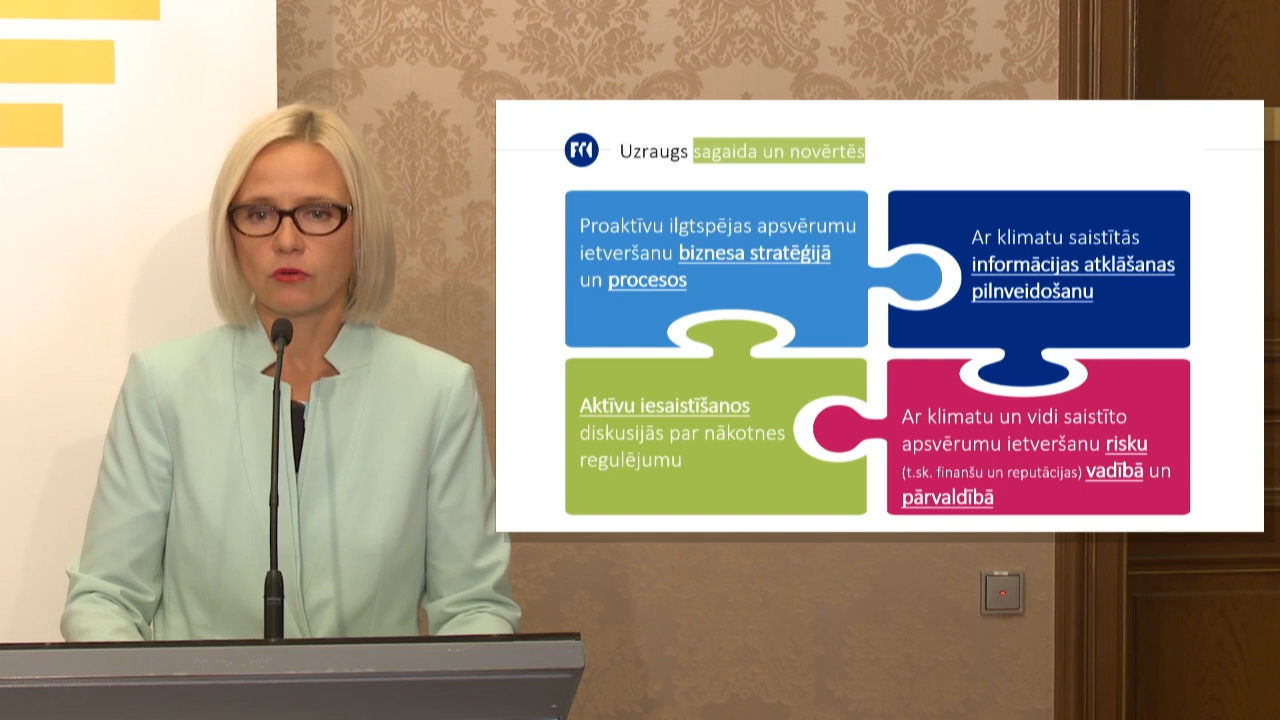 Uzraugs sagaida un novērtēs
Proaktīvu ilgtspējas apsvērumu
ietveršanu biznesa stratēģijā
un procesos
Ar klimatu saistītās
informācijas atklāšanas
pilnveidošanu
Aktīvu iesaistīšanos
diskusijās par nākotnes
regulējumu
Ar klimatu un vidi saistīto
apsvērumu ietveršanu risku
(t.sk. finanšu un reputācijas) vadībā un
pārvaldībā